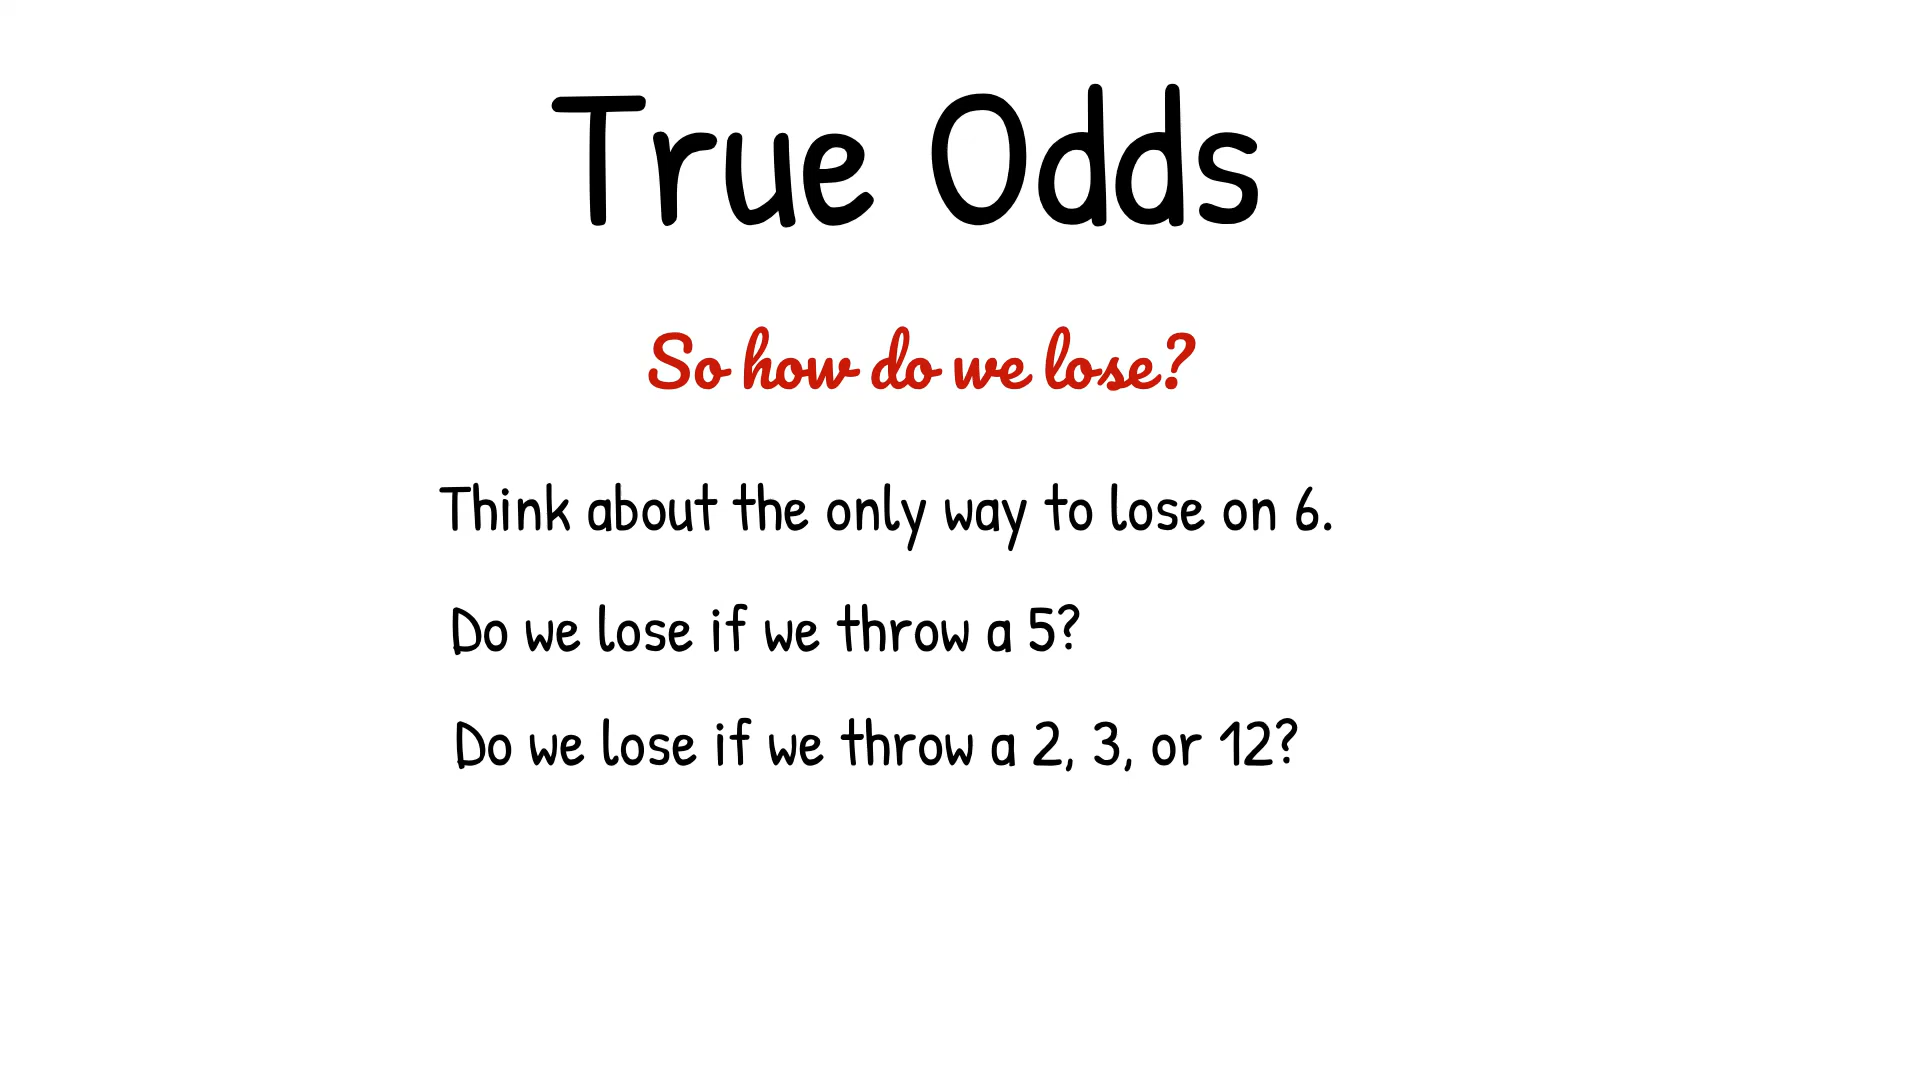 True Odds
So how do we lose?
Think about the only way to lose on 6.
Do we lose if we throw a 5?
Do we lose if we throw a 2, 3, or 12?